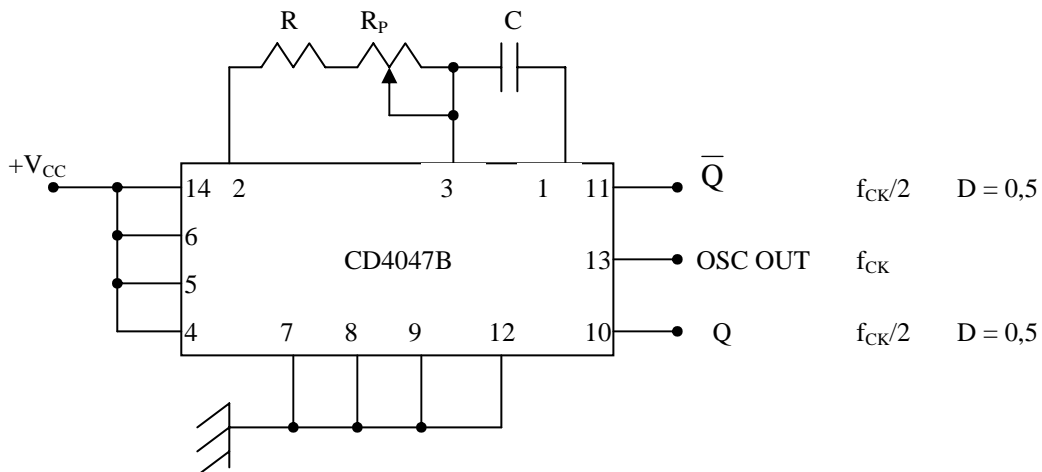 R R_P C
+V_CC
14 2 3 1 11 Q̅ f_CK/2 D = 0,5
6
CD4047B 13 OSC OUT f_CK
5
4 7 8 9 12 10 Q f_CK/2 D = 0,5